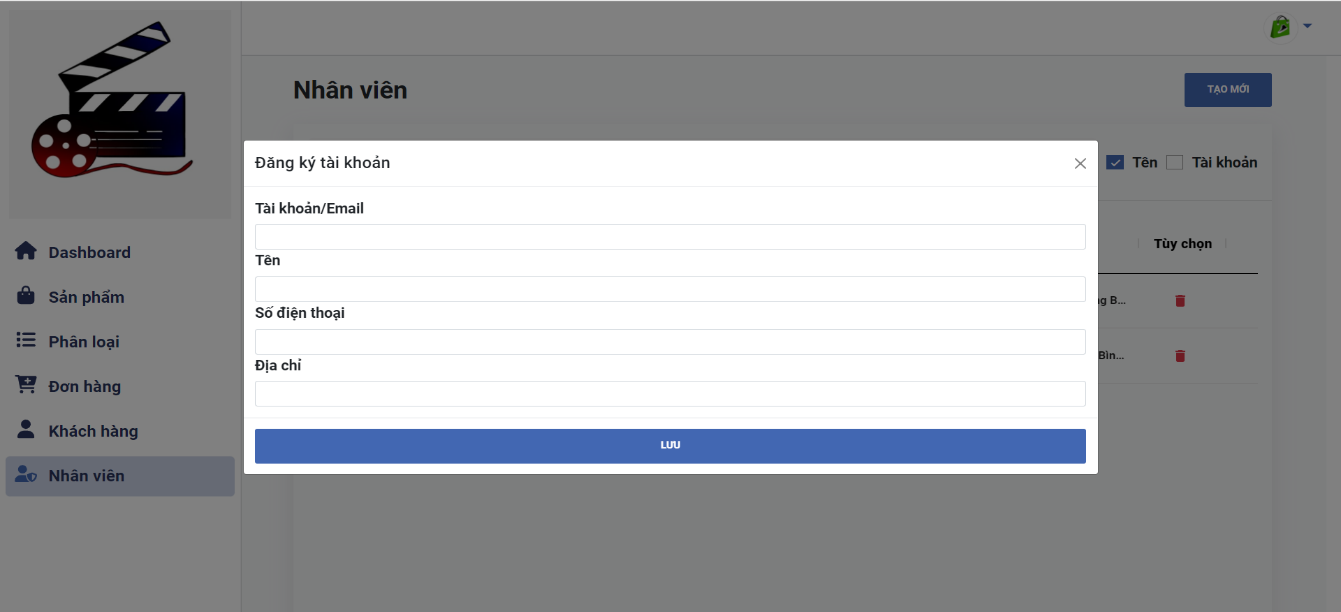 Nhân viên
TẠO MỚI
Đăng ký tài khoản
Tên
Tài khoản
Tài khoản/Email
Tên
Số điện thoại
Địa chỉ
LƯU
Tùy chọn
g B...
Bìn...
Dashboard
Sản phẩm
Phân loại
Đơn hàng
Khách hàng
Nhân viên